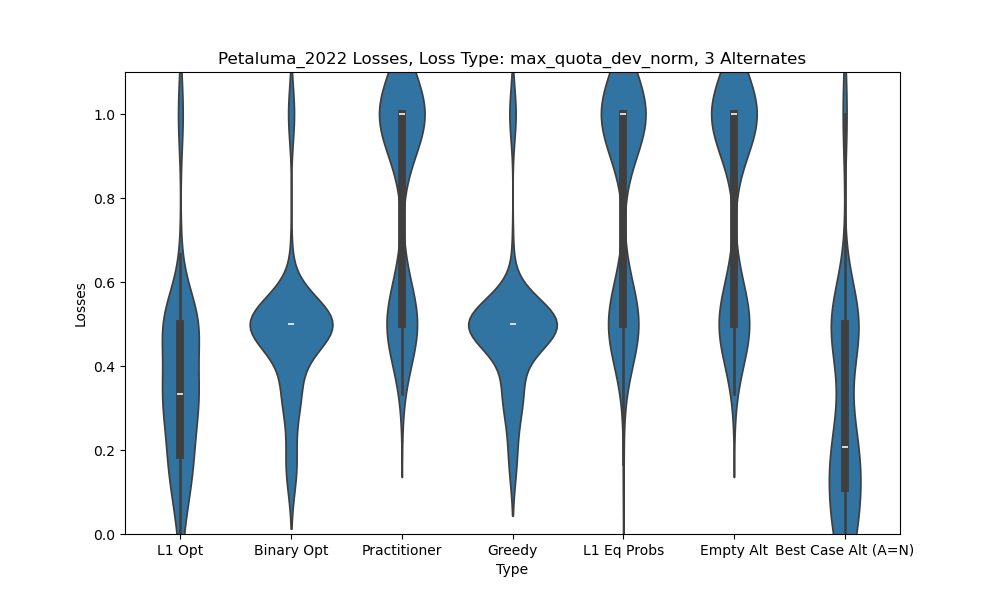 Petaluma_2022 Losses, Loss Type: max_quota_dev_norm, 3 Alternates
Losses
1.0
0.8
0.6
0.4
0.2
0.0
L1 Opt Binary Opt Practitioner Greedy L1 Eq Probs Empty Alt Best Case Alt (A=N)
Type